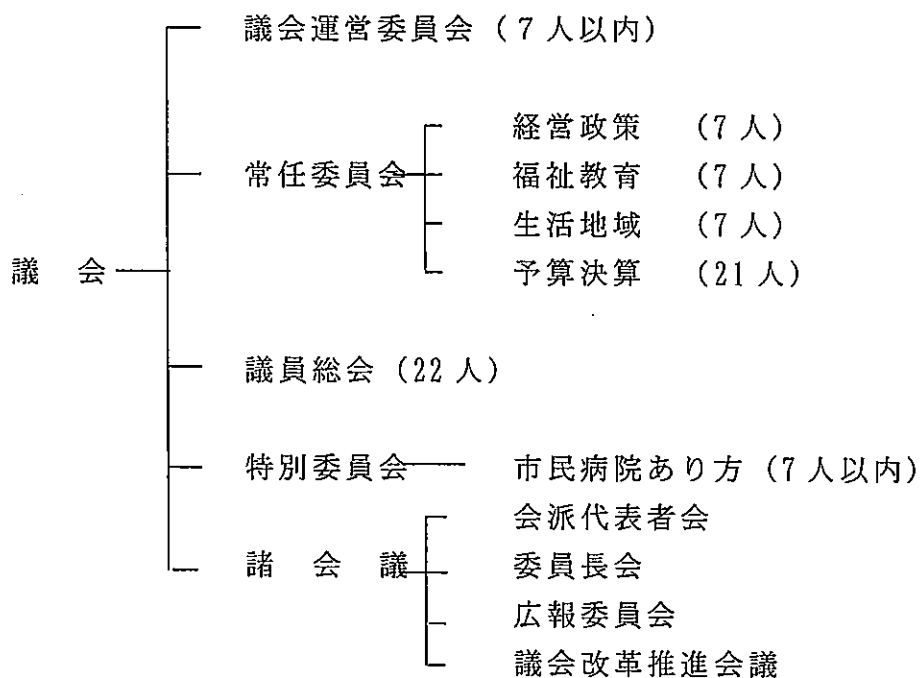 議会運営委員会（7人以内）
経営政策　（7人）
常任委員会　福祉教育　（7人）
生活地域　（7人）
議　会　予算決算　（21人）
議員総会（22人）
特別委員会　市民病院あり方（7人以内）
会派代表者会
諸　会　議　委員長会
広報委員会
議会改革推進会議